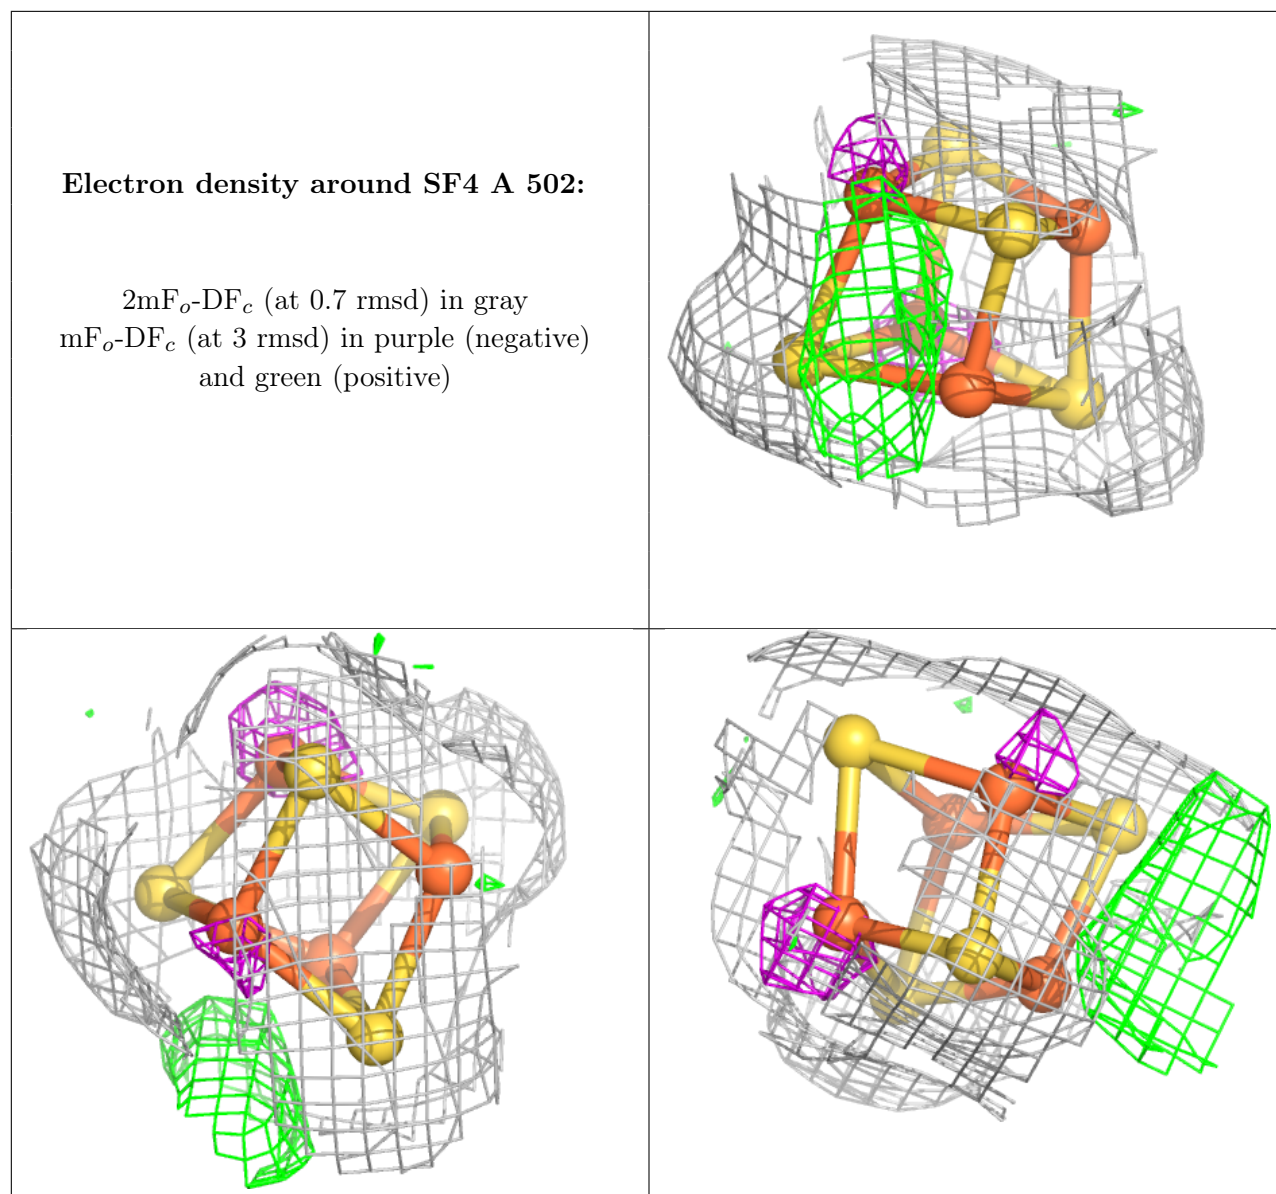 Electron density around SF4 A 502:
2mFₒ-DF𝒸 (at 0.7 rmsd) in gray
mFₒ-DF𝒸 (at 3 rmsd) in purple (negative)
and green (positive)